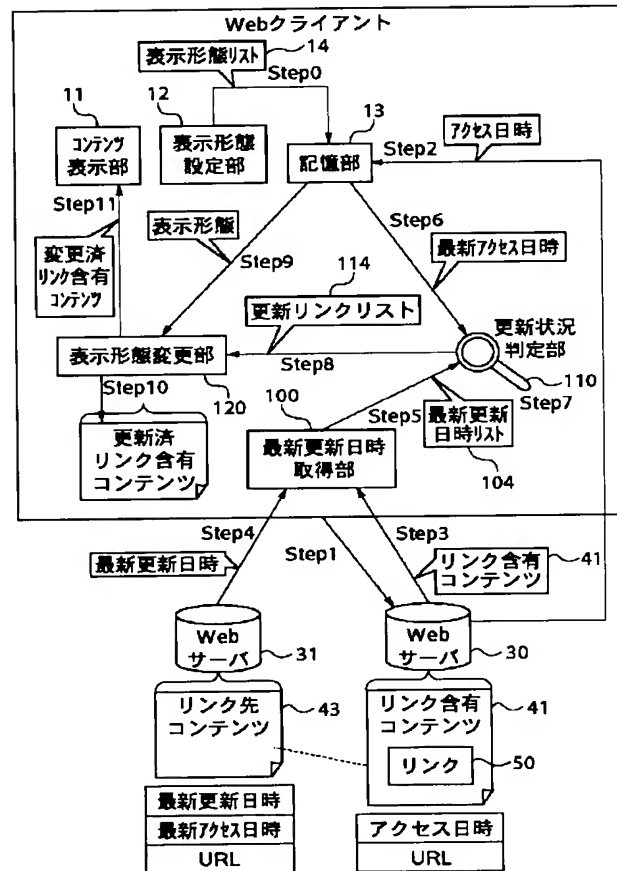 Webクライアント
表示形態リスト
14
Step0
11
コンテンツ
表示部
12
表示形態
設定部
13
記憶部
アクセス日時
Step2
Step11
変更済
リンク含有
コンテンツ
表示形態
Step9
Step6
最新アクセス日時
114
更新リンクリスト
更新状況
判定部
表示形態変更部
Step8
110
Step7
Step10
120
100
Step5
最新更新
日時リスト
104
更新済
リンク含有
コンテンツ
最新更新日時
取得部
Step4
Step1
Step3
最新更新日時
リンク含有
コンテンツ
41
Web
サーバ
31
Web
サーバ
30
リンク先
コンテンツ
43
リンク含有
コンテンツ
41
リンク
50
最新更新日時
最新アクセス日時
URL
アクセス日時
URL